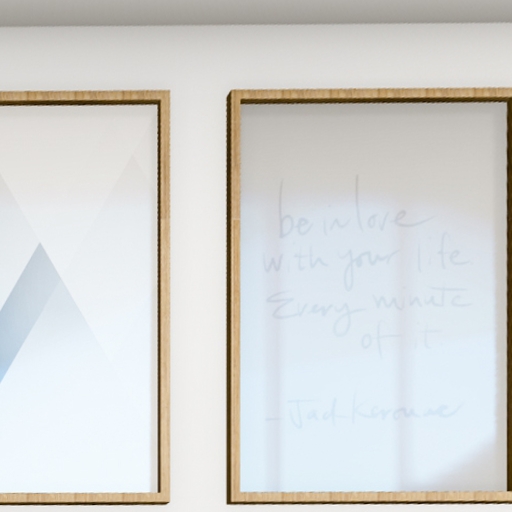 be in love
with your life
Every minute
of it
- Jack Kerouac